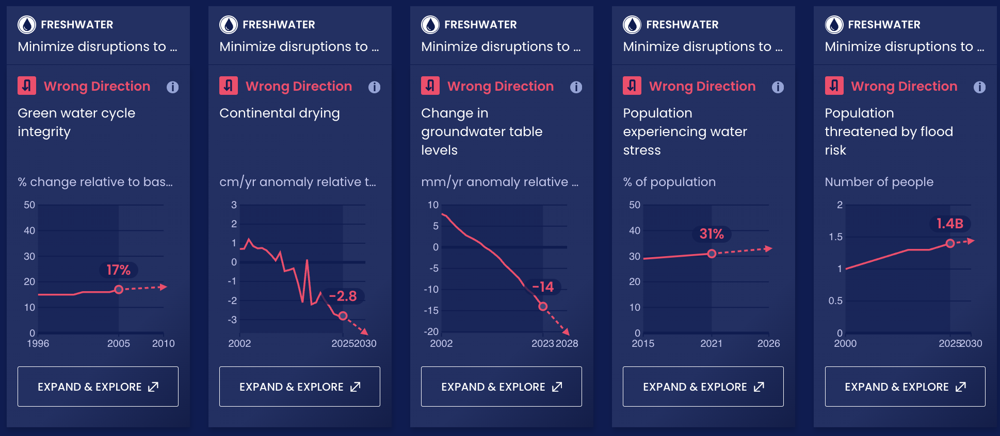 FRESHWATER
Minimize disruptions to ...
Wrong Direction
i
Green water cycle
integrity
% change relative to bas...
50
40
30
20
10
0
17%
1996 2005 2010
EXPAND & EXPLORE
FRESHWATER
Minimize disruptions to ...
Wrong Direction
i
Continental drying
cm/yr anomaly relative t...
3
2
1
0
-1
-2
-3
−2.8
2002 2025 2030
EXPAND & EXPLORE
FRESHWATER
Minimize disruptions to ...
Wrong Direction
i
Change in
groundwater table
levels
mm/yr anomaly relative ...
10
5
0
-5
-10
-15
-20
−14
2002 2023 2028
EXPAND & EXPLORE
FRESHWATER
Minimize disruptions to ...
Wrong Direction
i
Population
experiencing water
stress
% of population
50
40
30
20
10
0
31%
2015 2021 2026
EXPAND & EXPLORE
FRESHWATER
Minimize disruptions to ...
Wrong Direction
i
Population
threatened by flood
risk
Number of people
2
1.5
1
0.5
0
1.4B
2000 2025 2030
EXPAND & EXPLORE